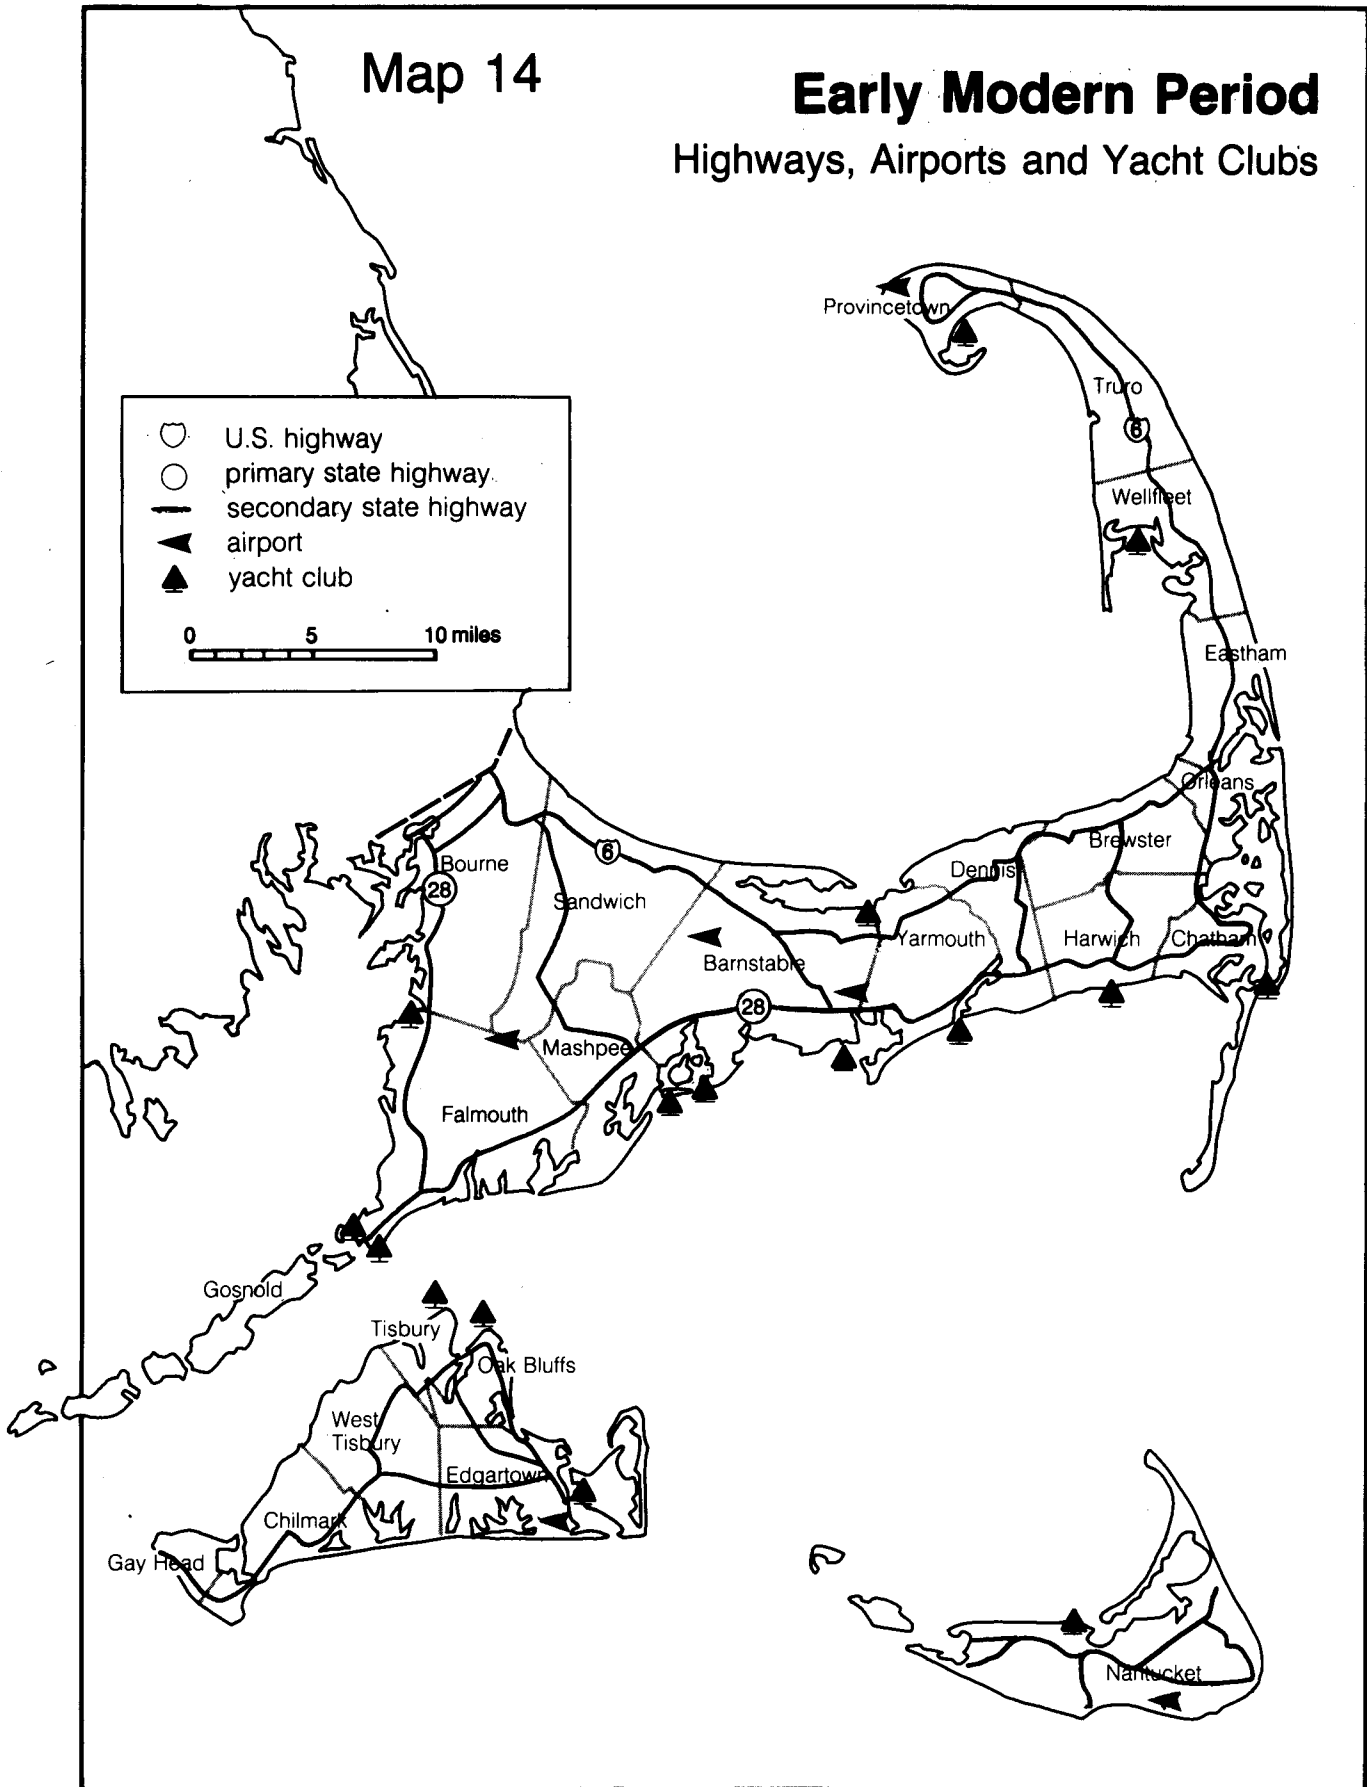 Map 14
Early Modern Period
Highways, Airports and Yacht Clubs
Provincetown
Truro
6
Wellfleet
U.S. highway
primary state highway
secondary state highway
airport
yacht club
0 5 10 miles
Eastham
Orleans
Brewster
Dennis
6
Bourne
28
Sandwich
Yarmouth
Harwich
Chatham
Barnstable
28
Mashpee
Falmouth
Gosnold
Tisbury
Oak Bluffs
West
Tisbury
Edgartown
Chilmark
Gay Head
Nantucket